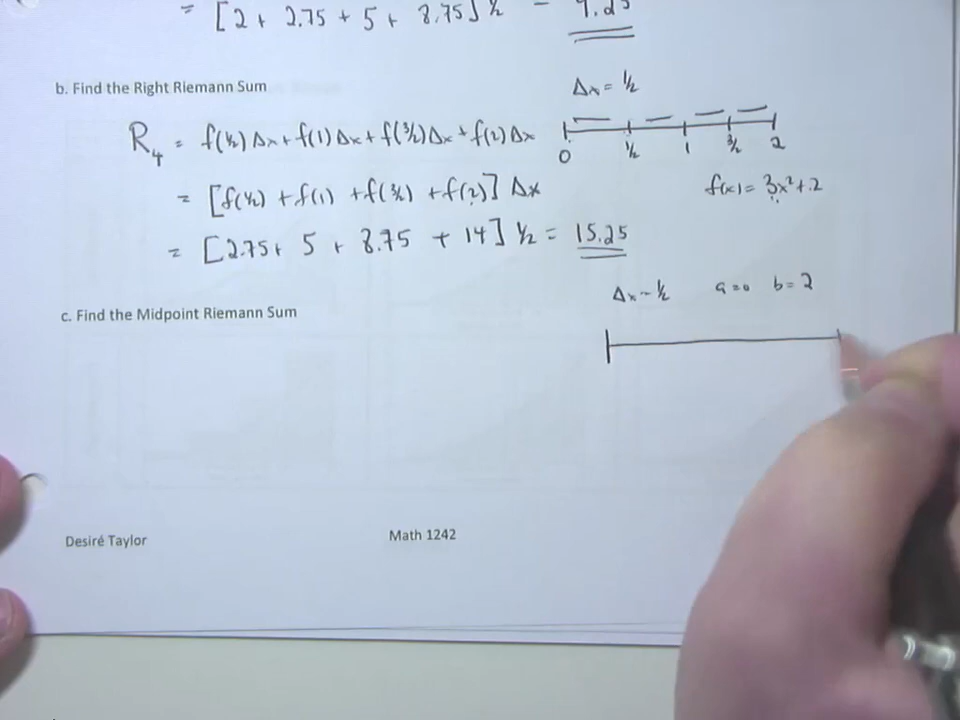 = [2 + 2.75 + 5 + 8.75] ½ = 9.25
b. Find the Right Riemann Sum
Δx = ½
R₄ = f(½)Δx + f(1)Δx + f(3/2)Δx + f(2)Δx
0 ½ 1 3/2 2
= [f(½) + f(1) + f(3/2) + f(2)] Δx
f(x) = 3x² + 2
= [2.75 + 5 + 8.75 + 14] ½ = 15.25
Δx = ½ a=0 b=2
c. Find the Midpoint Riemann Sum
Desiré Taylor Math 1242